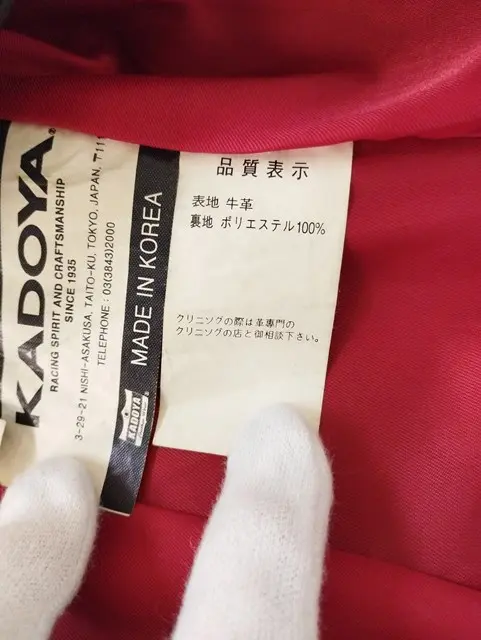 KADOYA®
RACING SPIRIT AND CRAFTSMANSHIP
SINCE 1935
3-29-21 NISHI-ASAKUSA, TAITO-KU, TOKYO, JAPAN. 〒111
TELEPHONE : 03(3843)2000
MADE IN KOREA
KADOYA
品質表示
表地 牛革
裏地 ポリエステル100%
クリニングの際は革専門の
クリニングの店と御相談下さい。